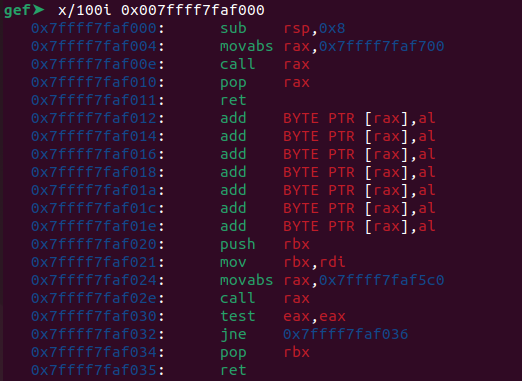 gef➤ x/100i 0x007ffff7faf000
0x7ffff7faf000: sub rsp,0x8
0x7ffff7faf004: movabs rax,0x7ffff7faf700
0x7ffff7faf00e: call rax
0x7ffff7faf010: pop rax
0x7ffff7faf011: ret
0x7ffff7faf012: add BYTE PTR [rax],al
0x7ffff7faf014: add BYTE PTR [rax],al
0x7ffff7faf016: add BYTE PTR [rax],al
0x7ffff7faf018: add BYTE PTR [rax],al
0x7ffff7faf01a: add BYTE PTR [rax],al
0x7ffff7faf01c: add BYTE PTR [rax],al
0x7ffff7faf01e: add BYTE PTR [rax],al
0x7ffff7faf020: push rbx
0x7ffff7faf021: mov rbx,rdi
0x7ffff7faf024: movabs rax,0x7ffff7faf5c0
0x7ffff7faf02e: call rax
0x7ffff7faf030: test eax,eax
0x7ffff7faf032: jne 0x7ffff7faf036
0x7ffff7faf034: pop rbx
0x7ffff7faf035: ret